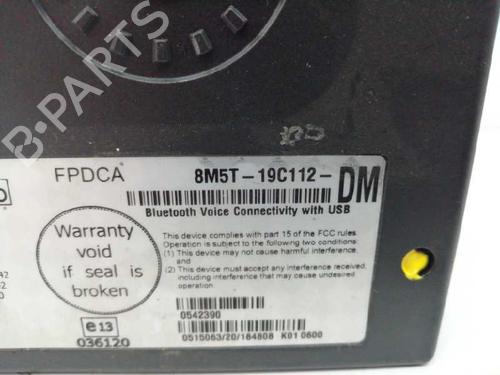 B-PARTS
FPDCA
8M5T-19C112-DM
Bluetooth Voice Connectivity with USB
Warranty
void
if seal is
broken
This device complies with part 15 of the FCC rules.
Operation is subject to the following two conditions:
(1) This device may not cause harmful interference,
and
(2) This device must accept any interference received,
including interference that may cause undesired
operation
0542390
e13
036120
0515063/20/164808 K01 0600